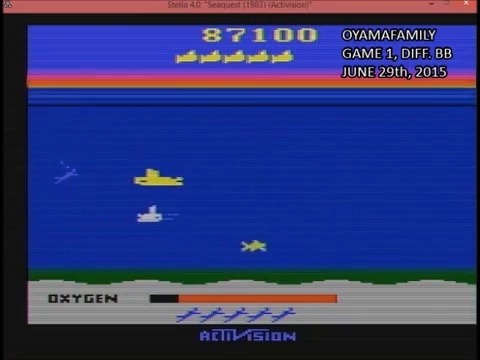 Stella 4.0: "Seaquest (1983) (Activision)"
87100
OYAMAFAMILY
GAME 1, DIFF. BB
JUNE 29th, 2015
OXYGEN
ACTIVISION